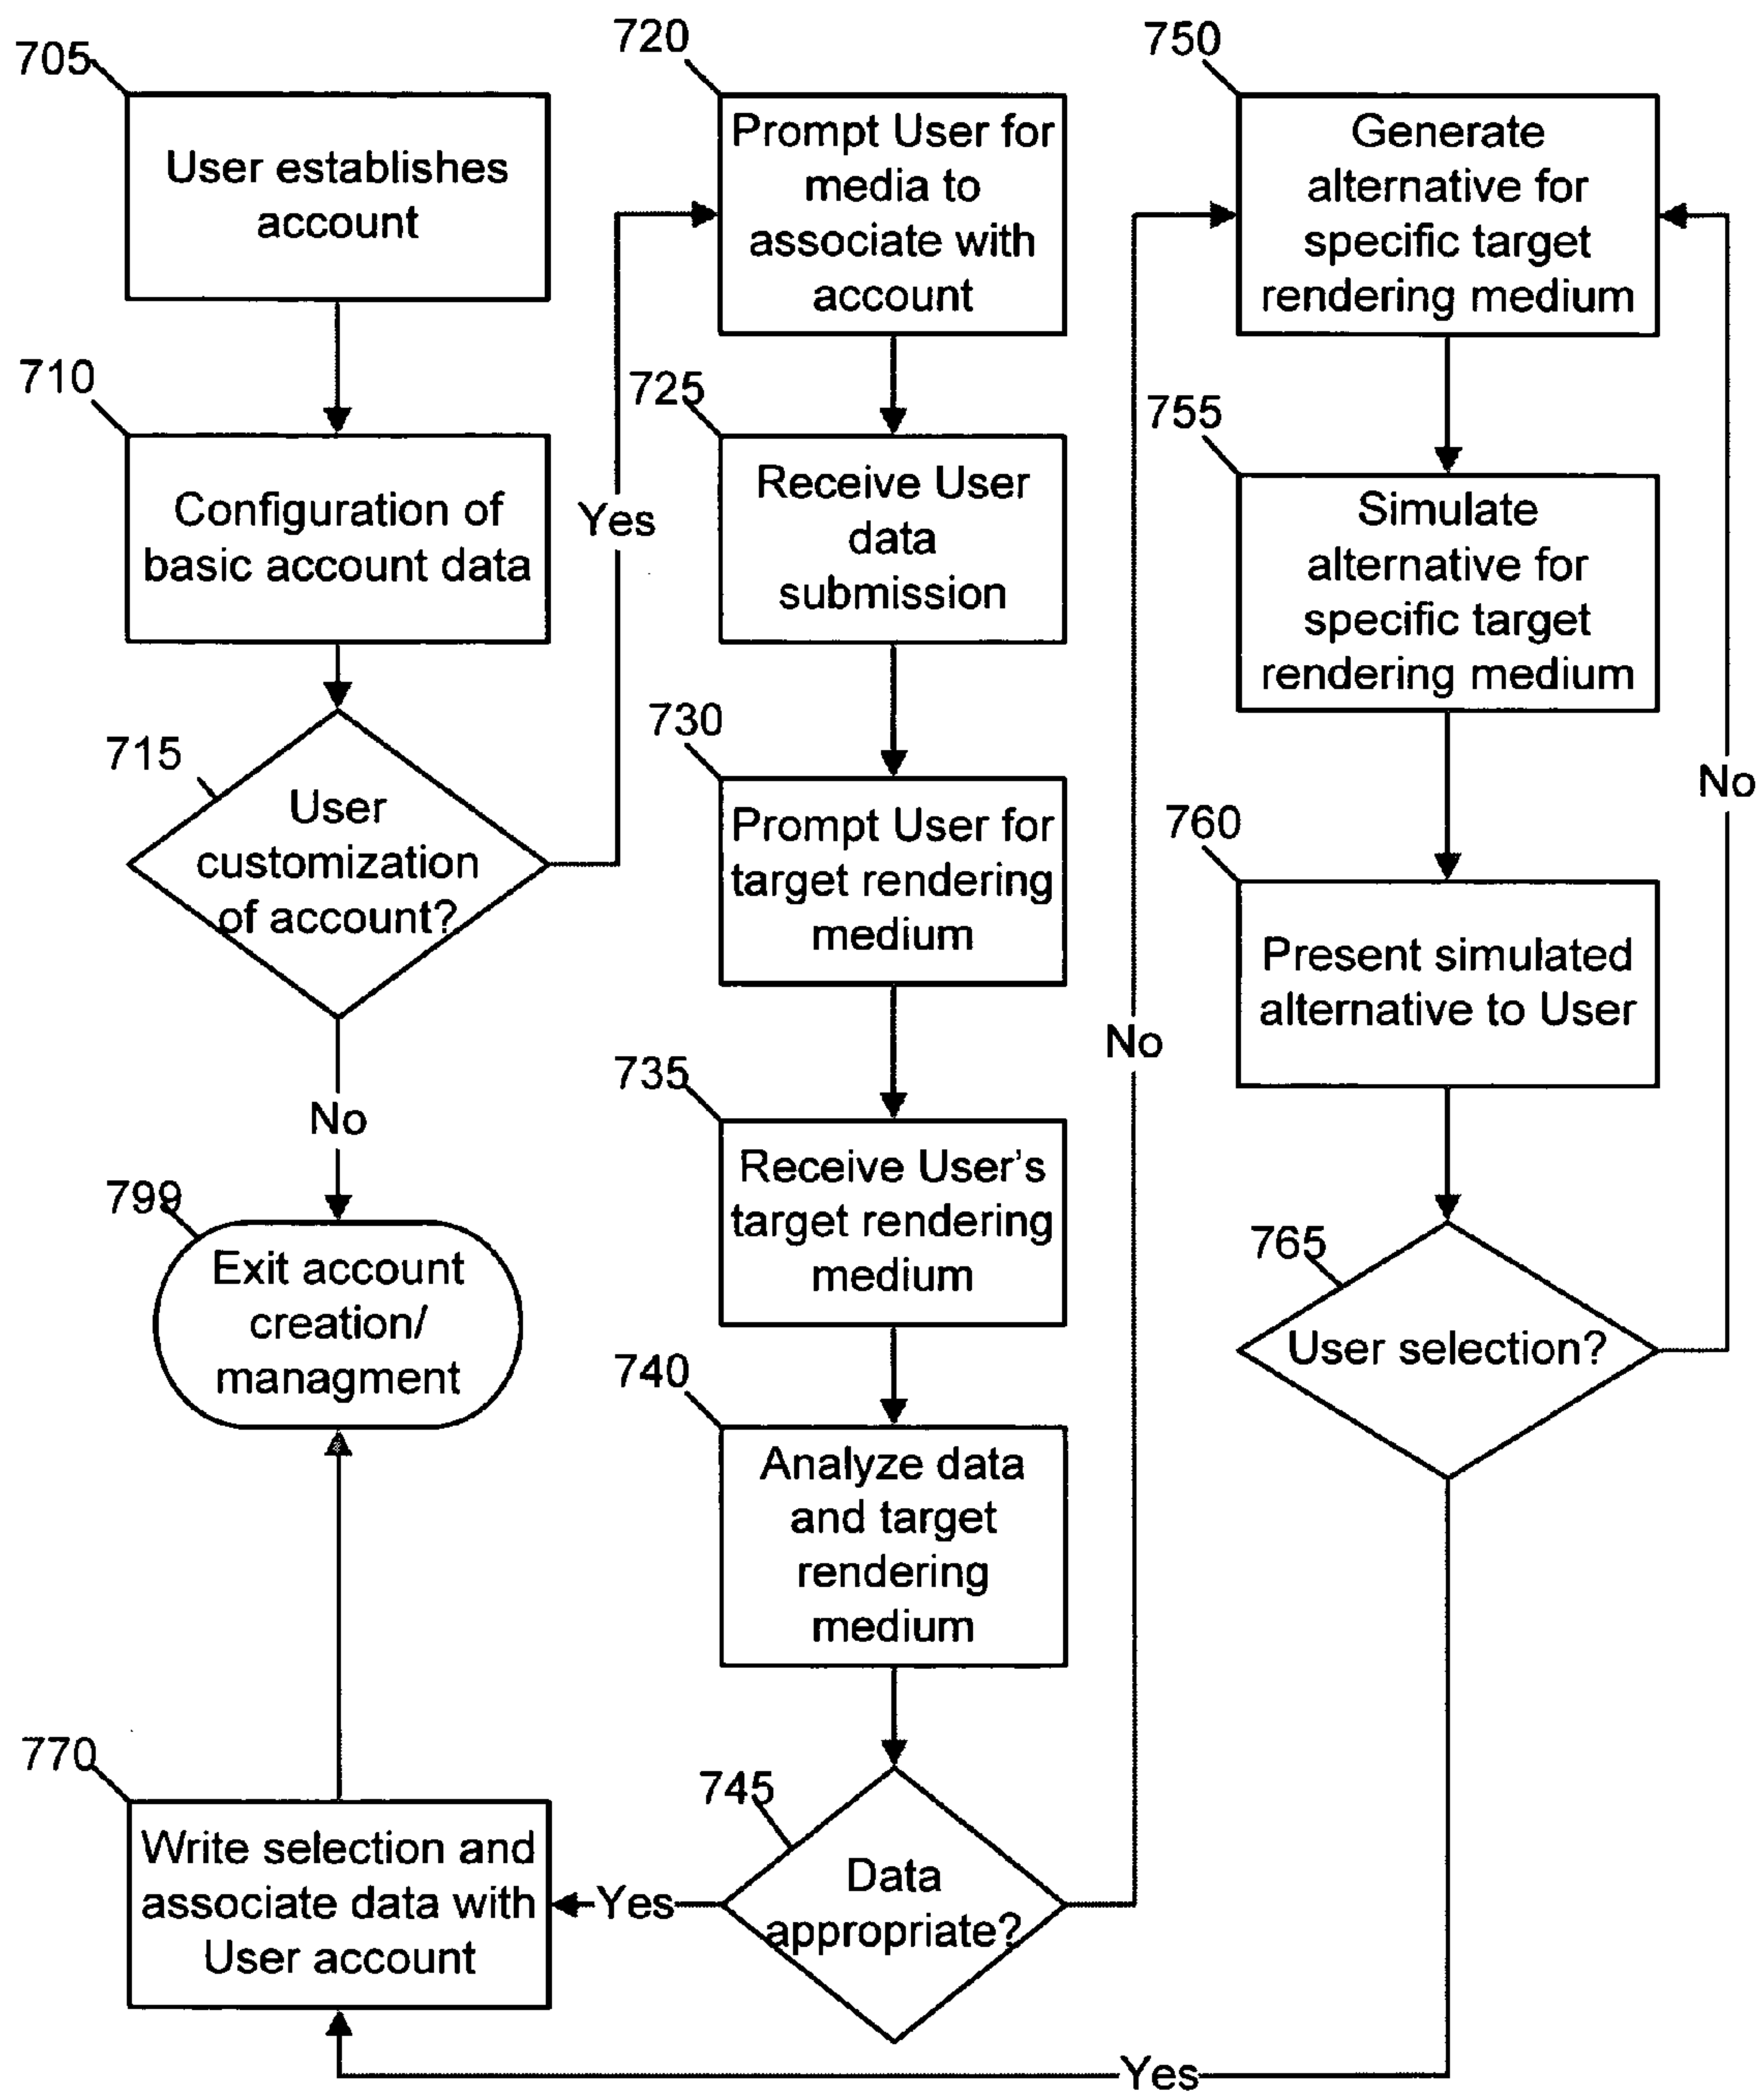 705
User establishes
account
710
Configuration of
basic account data
715
User
customization
of account?
Yes
No
799
Exit account
creation/
managment
770
Write selection and
associate data with
User account
720
Prompt User for
media to
associate with
account
725
Receive User
data
submission
730
Prompt User for
target rendering
medium
735
Receive User's
target rendering
medium
740
Analyze data
and target
rendering
medium
745
Data
appropriate?
Yes
No
750
Generate
alternative for
specific target
rendering medium
755
Simulate
alternative for
specific target
rendering medium
760
Present simulated
alternative to User
765
User selection?
No
Yes